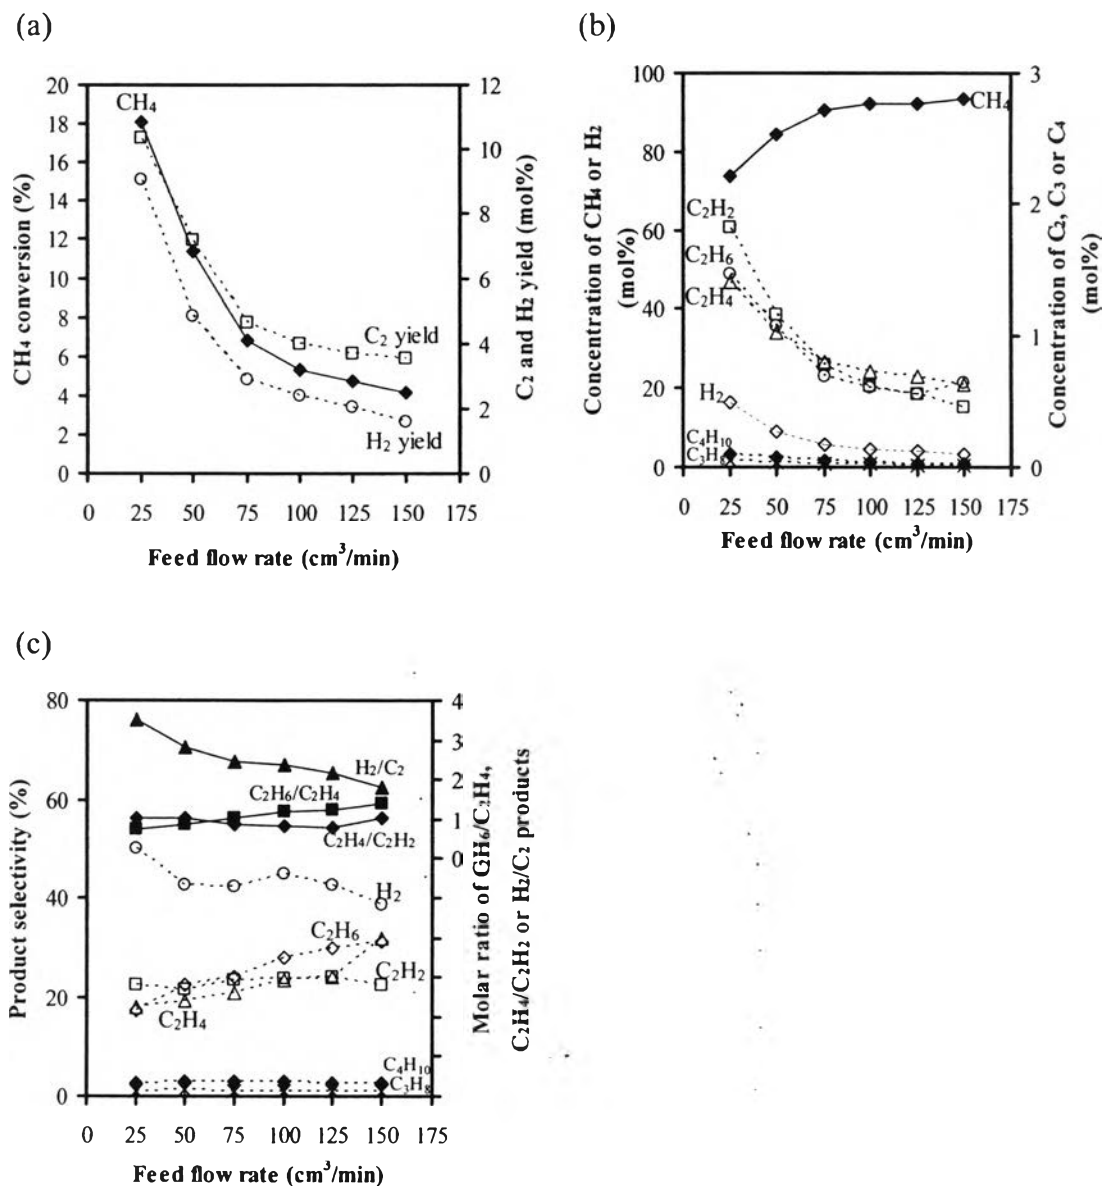 (a)
20
18
16
14
12
10
8
6
4
2
0
CH4 conversion (%)
CH4
C2 yield
H2 yield
12
10
8
6
4
2
0
C2 and H2 yield (mol%)
0 25 50 75 100 125 150 175
Feed flow rate (cm³/min)
(b)
100
80
60
40
20
0
Concentration of CH4 or H2
(mol%)
CH4
C2H2
C2H6
C2H4
H2
C4H10
C3H8
3
2
1
0
Concentration of C2, C3 or C4
(mol%)
0 25 50 75 100 125 150 175
Feed flow rate (cm³/min)
(c)
80
60
40
20
0
Product selectivity (%)
H2/C2
C2H6/C2H4
C2H4/C2H2
H2
C2H6
C2H2
C2H4
C4H10
C3H8
4
3
2
1
0
Molar ratio of GH6/C2H4,
C2H4/C2H2 or H2/C2 products
0 25 50 75 100 125 150 175
Feed flow rate (cm³/min)